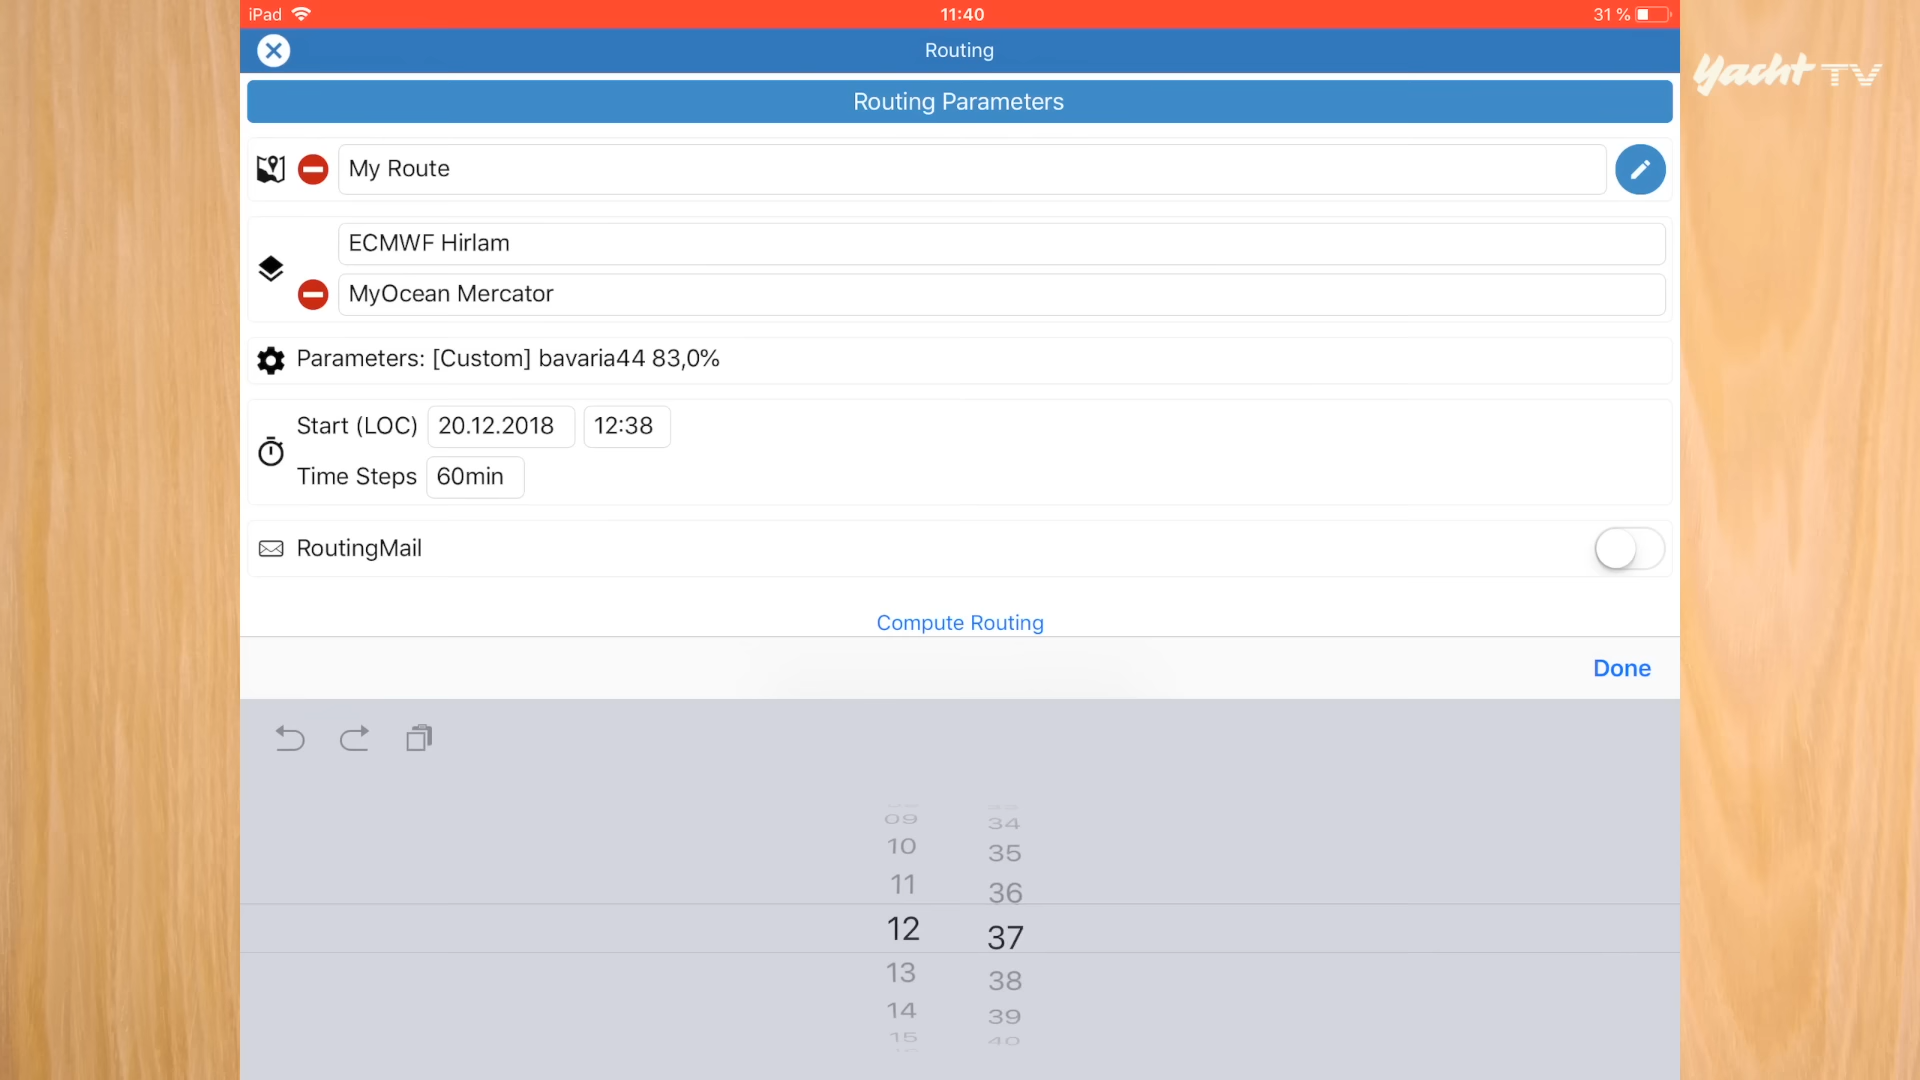 iPad
11:40
31 %
Routing
Yacht TV
Routing Parameters
My Route
ECMWF Hirlam
MyOcean Mercator
Parameters: [Custom] bavaria44 83,0%
Start (LOC) 20.12.2018 12:38
Time Steps 60min
RoutingMail
Compute Routing
Done
09 34
10 35
11 36
12 37
13 38
14 39
15 40